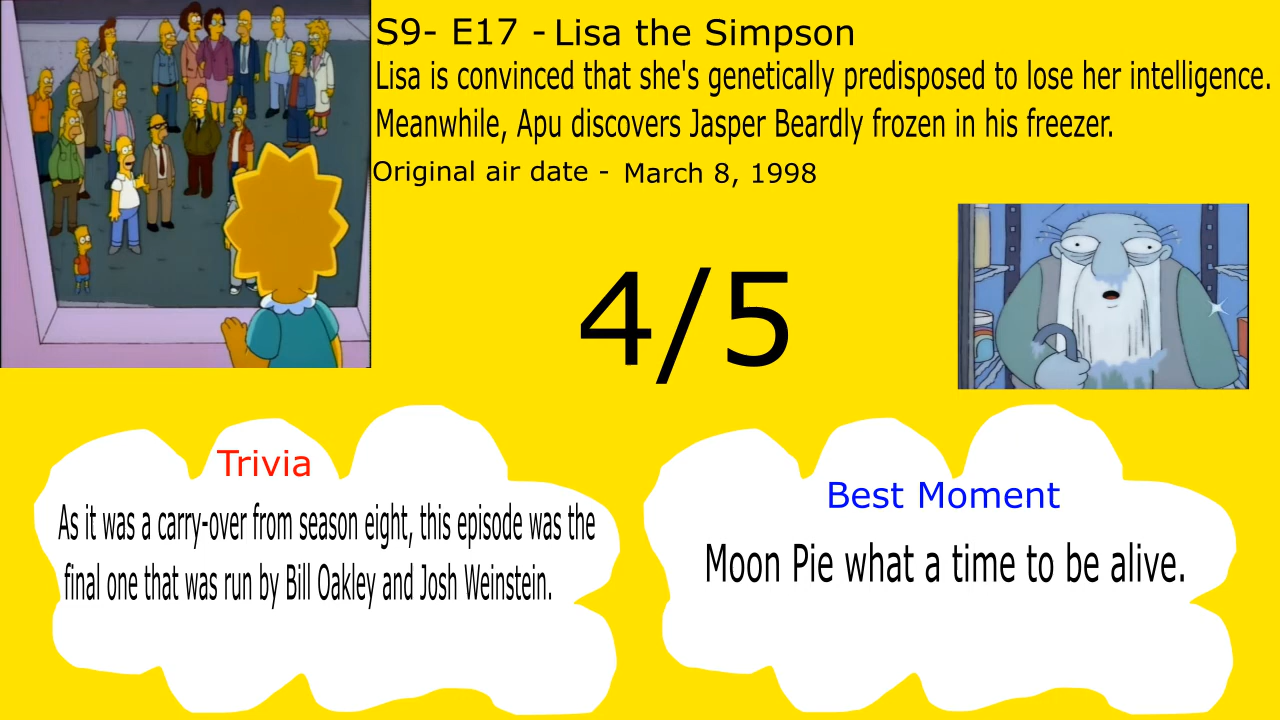 S9- E17 - Lisa the Simpson
Lisa is convinced that she's genetically predisposed to lose her intelligence.
Meanwhile, Apu discovers Jasper Beardly frozen in his freezer.
Original air date - March 8, 1998
4/5
Trivia
As it was a carry-over from season eight, this episode was the
final one that was run by Bill Oakley and Josh Weinstein.
Best Moment
Moon Pie what a time to be alive.